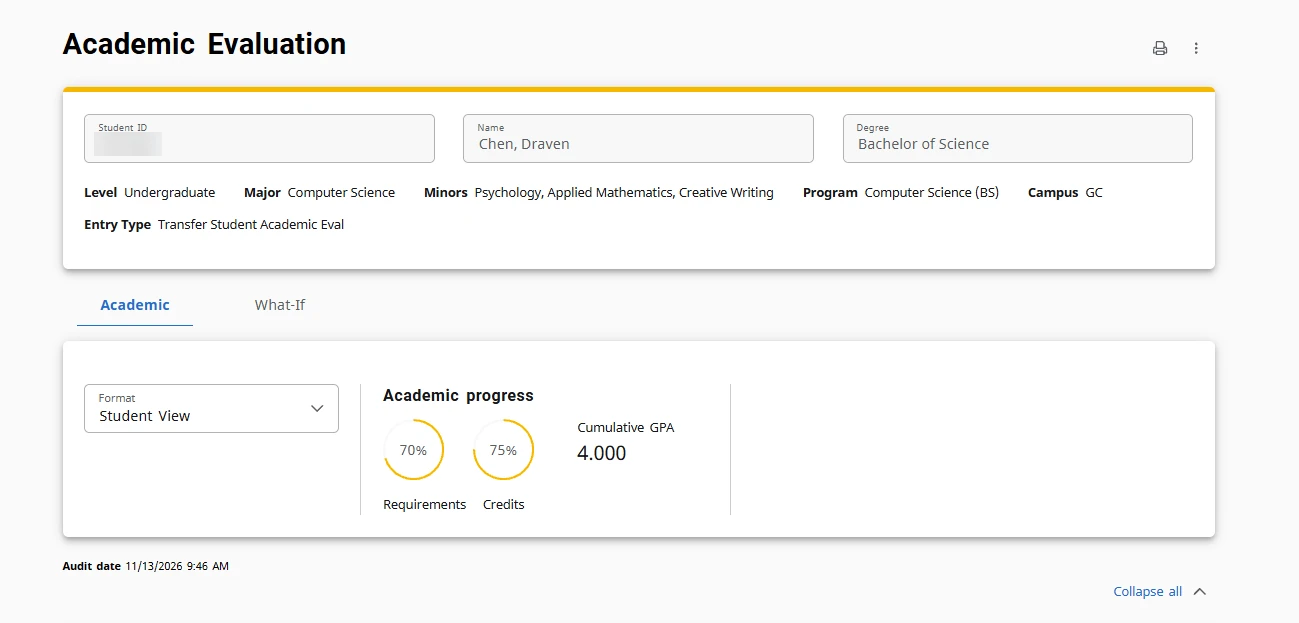 Academic Evaluation
Student ID
Name
Chen, Draven
Degree
Bachelor of Science
Level Undergraduate Major Computer Science Minors Psychology, Applied Mathematics, Creative Writing Program Computer Science (BS) Campus GC
Entry Type Transfer Student Academic Eval
Academic What-If
Format
Student View
Academic progress
70%
Requirements
75%
Credits
Cumulative GPA
4.000
Audit date 11/13/2026 9:46 AM
Collapse all